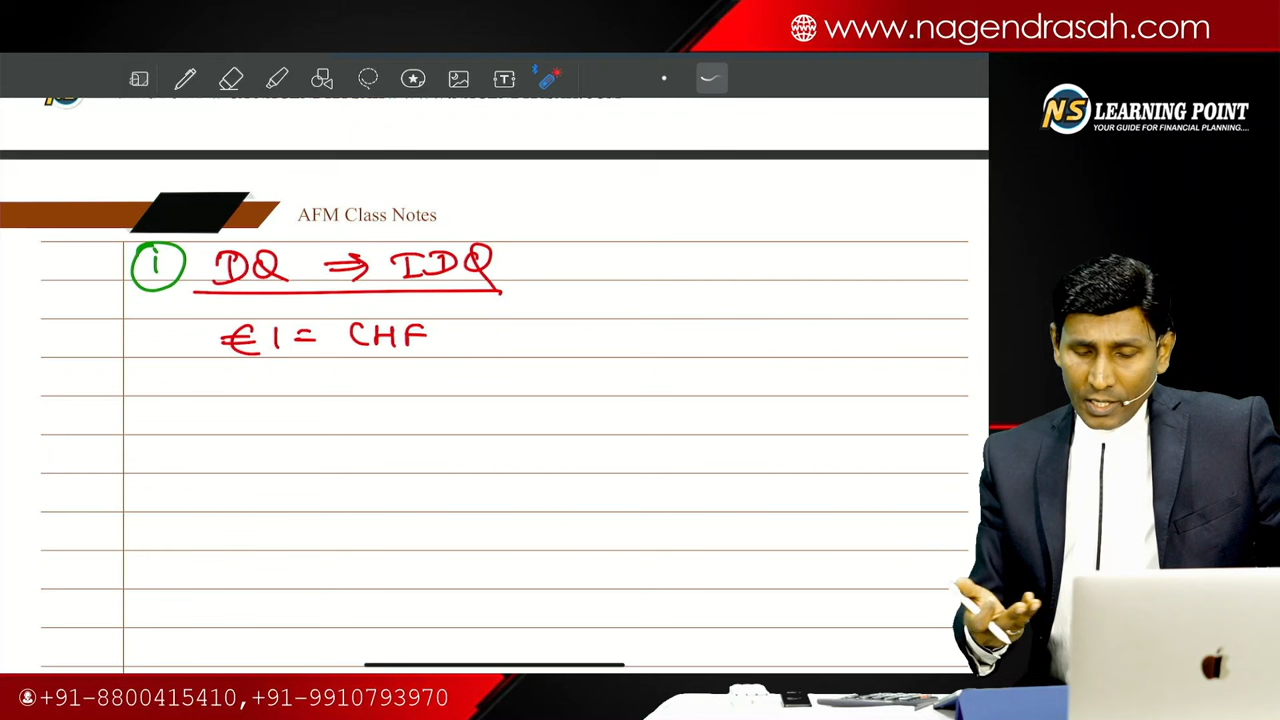 www.nagendrasah.com
NS LEARNING POINT
YOUR GUIDE FOR FINANCIAL PLANNING....
AFM Class Notes
i DQ ⇒ IDQ
€ 1 = CHF
+91-8800415410,+91-9910793970